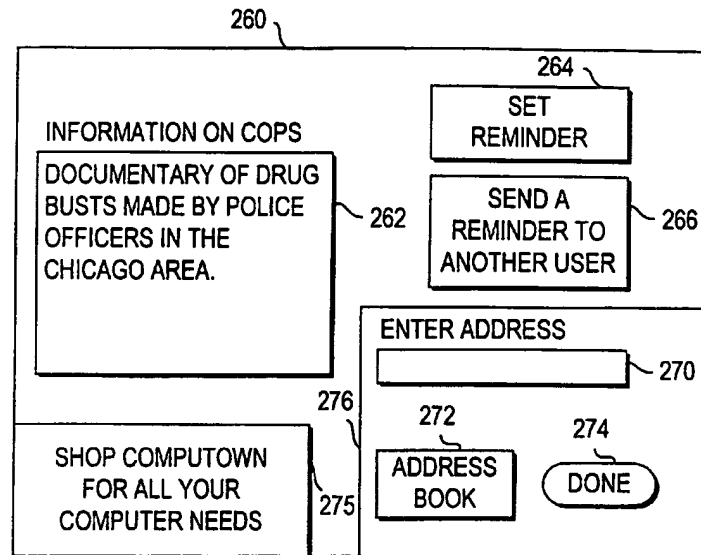 260
264
SET
REMINDER
INFORMATION ON COPS
DOCUMENTARY OF DRUG
BUSTS MADE BY POLICE
OFFICERS IN THE
CHICAGO AREA.
262
SEND A
REMINDER TO
ANOTHER USER
266
ENTER ADDRESS
270
276
272
ADDRESS
BOOK
274
DONE
SHOP COMPUTOWN
FOR ALL YOUR
COMPUTER NEEDS
275